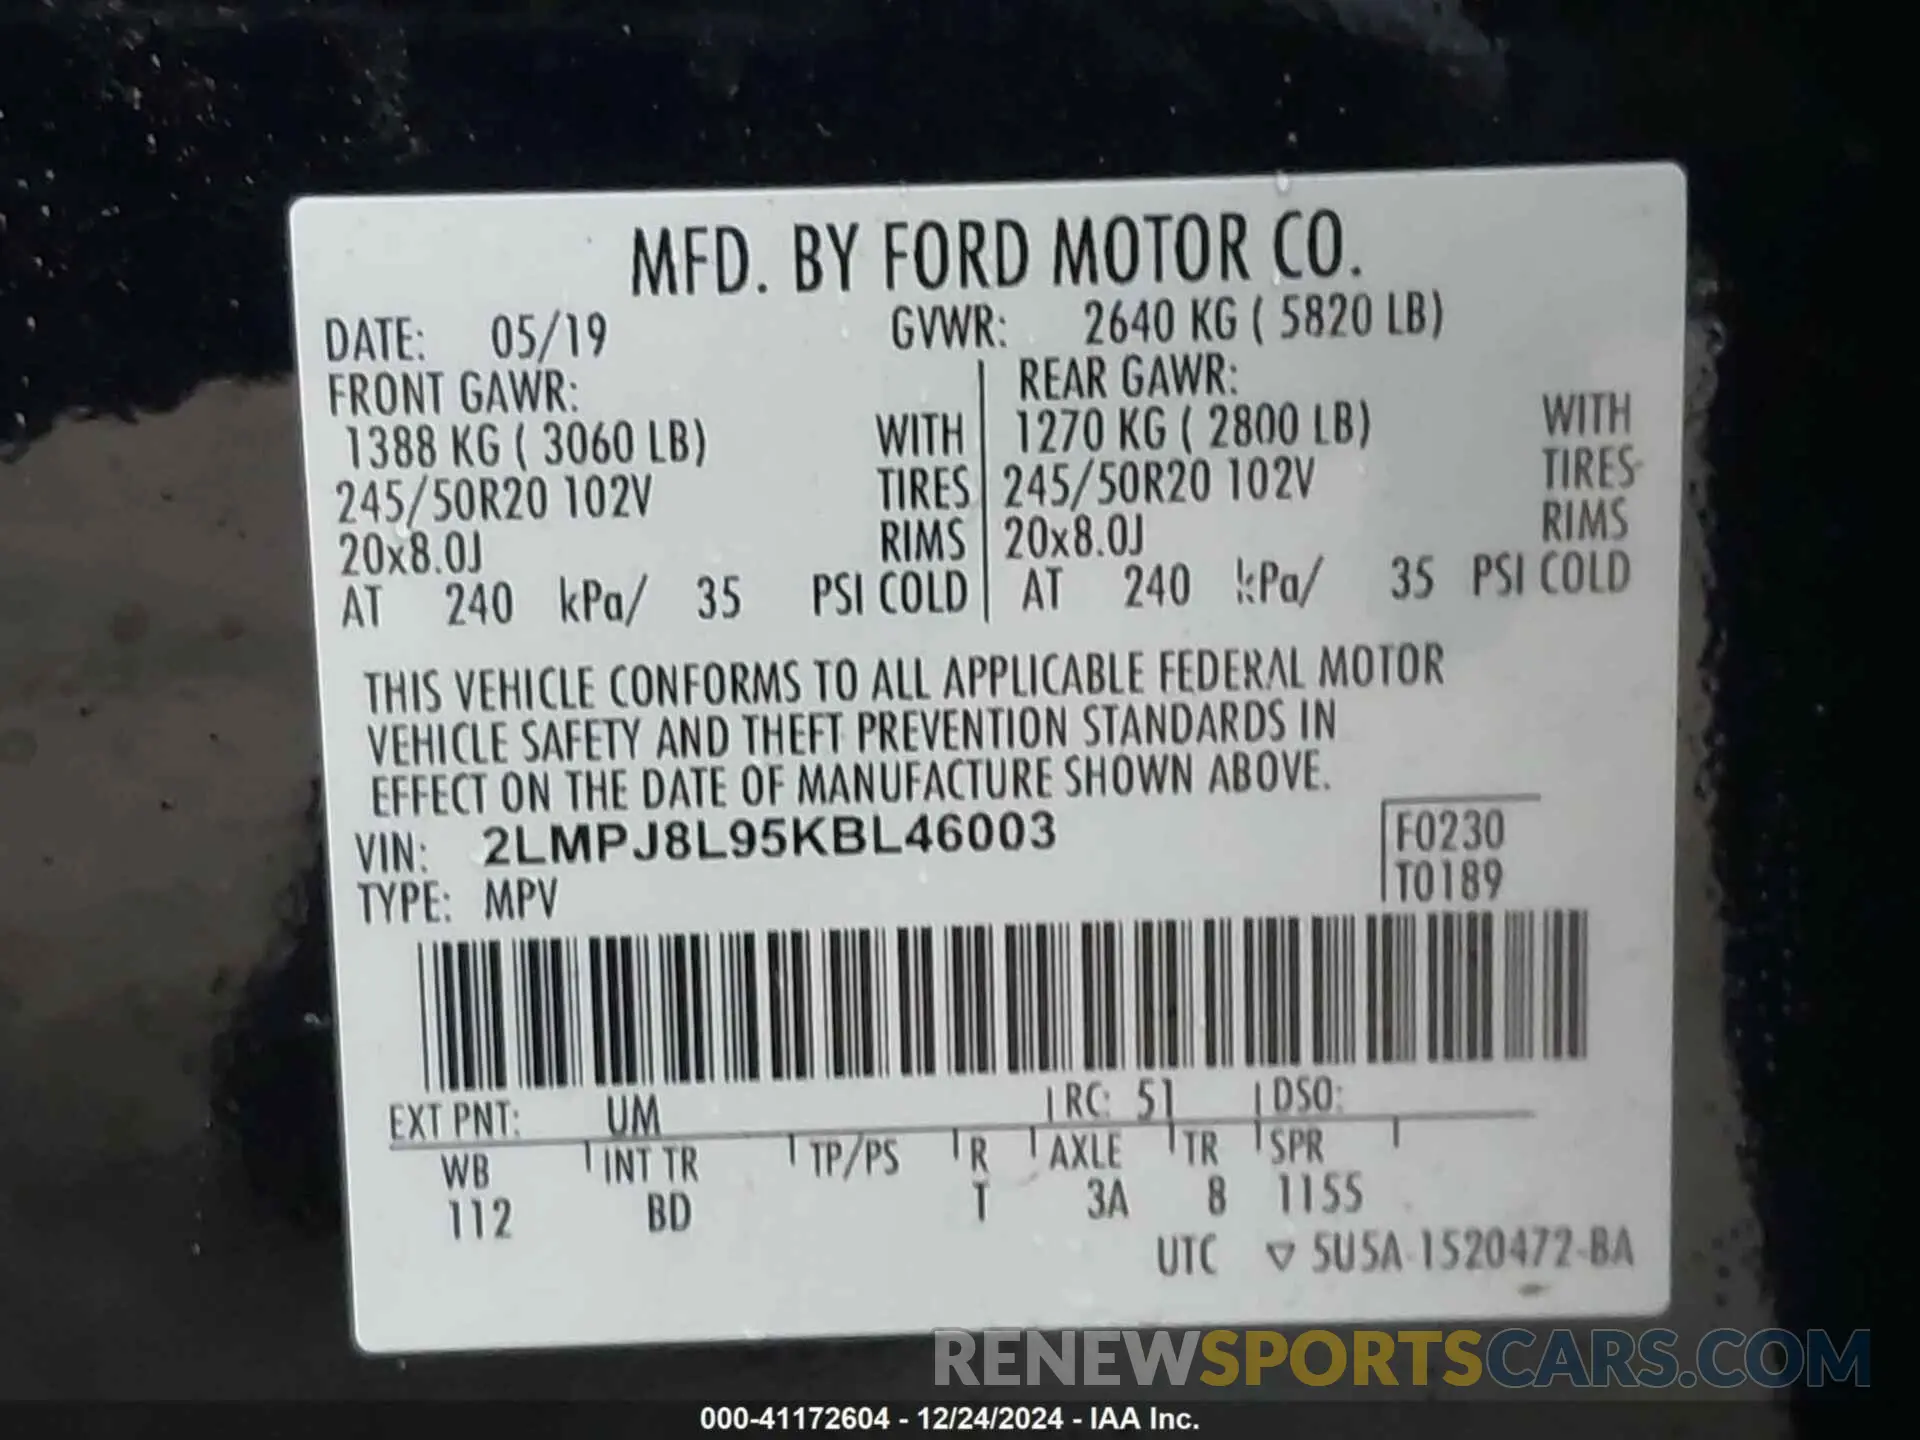 MFD. BY FORD MOTOR CO.
DATE: 05/19 GVWR: 2640 KG ( 5820 LB)
FRONT GAWR: REAR GAWR:
1388 KG ( 3060 LB) WITH 1270 KG ( 2800 LB) WITH
245/50R20 102V TIRES 245/50R20 102V TIRES
20x8.0J RIMS 20x8.0J RIMS
AT 240 kPa/ 35 PSI COLD AT 240 kPa/ 35 PSI COLD
THIS VEHICLE CONFORMS TO ALL APPLICABLE FEDERAL MOTOR
VEHICLE SAFETY AND THEFT PREVENTION STANDARDS IN
EFFECT ON THE DATE OF MANUFACTURE SHOWN ABOVE.
VIN: 2LMPJ8L95KBL46003 F0230
TYPE: MPV T0189
EXT PNT: UM RC: 51 DSO:
WB INT TR TP/PS R AXLE TR SPR
112 BD T 3A 8 1155
UTC ▽ 5U5A-1520472-BA
RENEWSPORTSCARS.COM
000-41172604 - 12/24/2024 - IAA Inc.